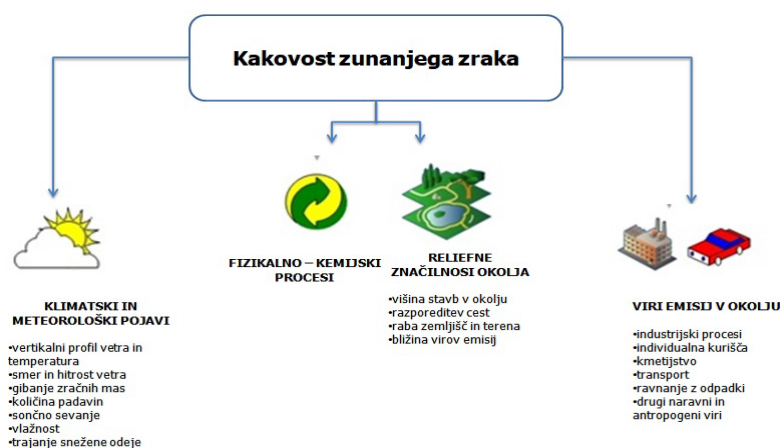 Kakovost zunanjega zraka
KLIMATSKI IN
METEOROLOŠKI POJAVI
•vertikalni profil vetra in
temperatura
•smer in hitrost vetra
•gibanje zračnih mas
•količina padavin
•sončno sevanje
•vlažnost
•trajanje snežene odeje
FIZIKALNO – KEMIJSKI
PROCESI
RELIEFNE
ZNAČILNOSI OKOLJA
•višina stavb v okolju
•razporeditev cest
•raba zemljišč in terena
•bližina virov emisij
VIRI EMISIJ V OKOLJU
•industrijski procesi
•individualna kurišča
•kmetijstvo
•transport
•ravnanje z odpadki
•drugi naravni in
antropogeni viri